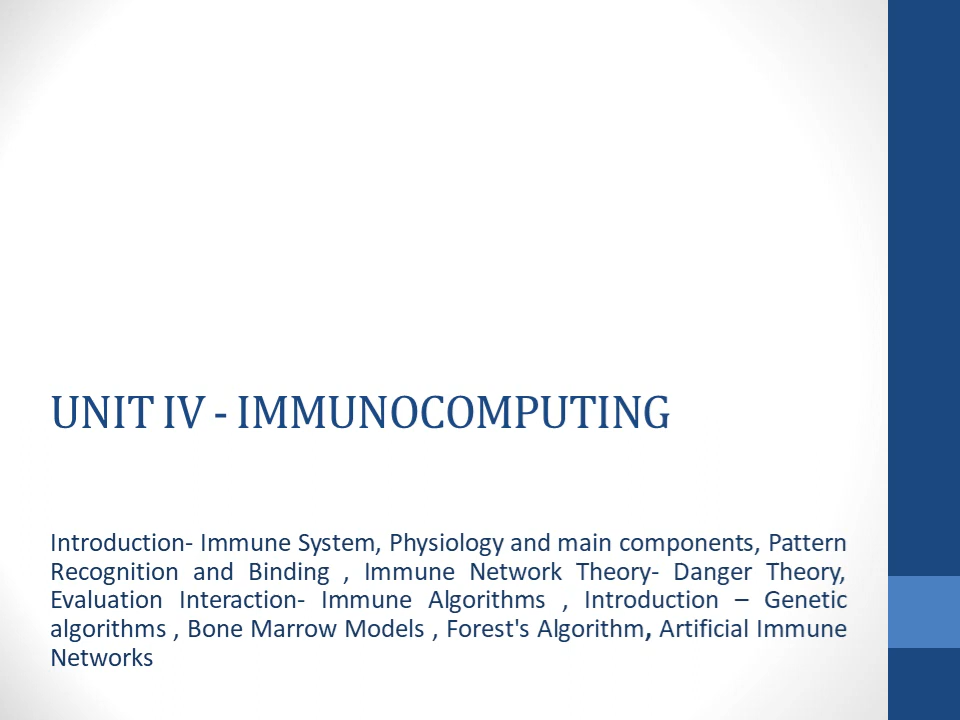 UNIT IV - IMMUNOCOMPUTING
Introduction- Immune System, Physiology and main components, Pattern
Recognition and Binding , Immune Network Theory- Danger Theory,
Evaluation Interaction- Immune Algorithms , Introduction – Genetic
algorithms , Bone Marrow Models , Forest's Algorithm, Artificial Immune
Networks